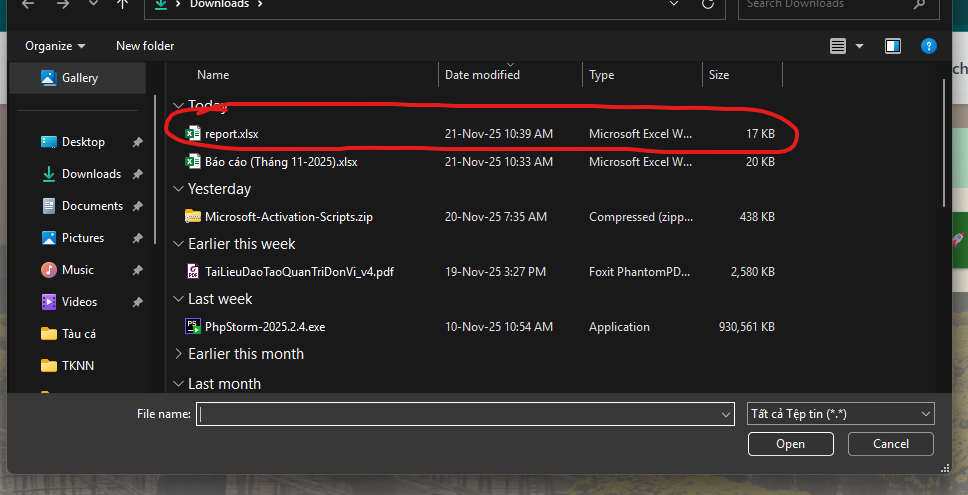 Downloads
Search Downloads
Organize New folder
Name Date modified Type Size
Gallery
Today
report.xlsx 21-Nov-25 10:39 AM Microsoft Excel W... 17 KB
Desktop
Báo cáo (Tháng 11-2025).xlsx 21-Nov-25 10:33 AM Microsoft Excel W... 20 KB
Downloads
Yesterday
Documents
Microsoft-Activation-Scripts.zip 20-Nov-25 7:35 AM Compressed (zipp... 438 KB
Pictures
Earlier this week
Music
TaiLieuDaoTaoQuanTriDonVi_v4.pdf 19-Nov-25 3:27 PM Foxit PhantomPD... 2,580 KB
Videos
Last week
Tàu cá
PhpStorm-2025.2.4.exe 10-Nov-25 10:54 AM Application 930,561 KB
TKNN
Earlier this month
Last month
File name: Tất cả Tệp tin (*.*)
Open Cancel
ch